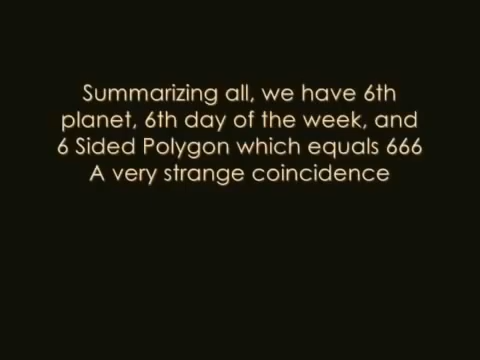 Summarizing all, we have 6th
planet, 6th day of the week, and
6 Sided Polygon which equals 666
A very strange coincidence